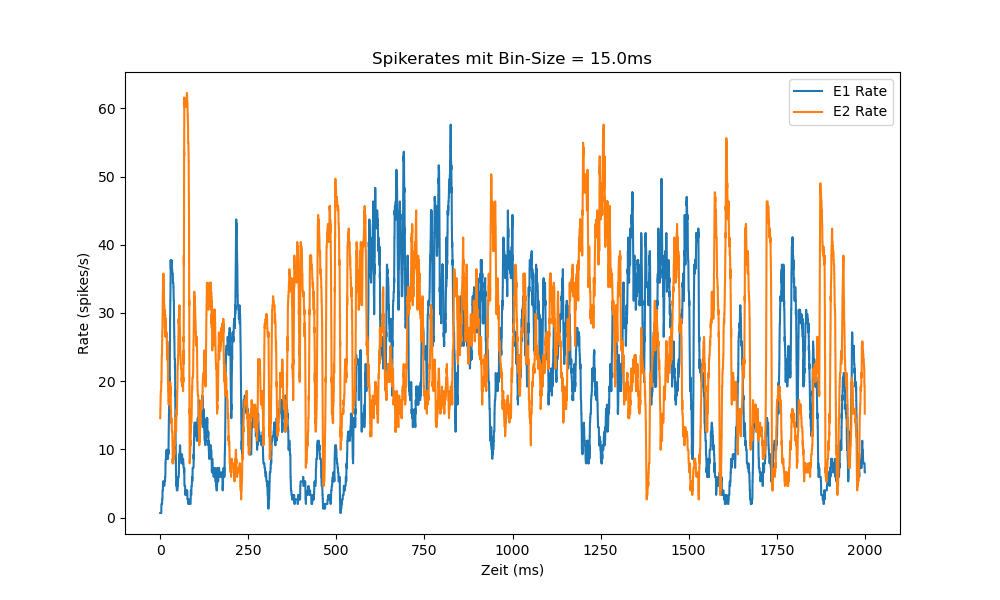 Spikerates mit Bin-Size = 15.0ms
E1 Rate
E2 Rate
Rate (spikes/s)
60
50
40
30
20
10
0
0 250 500 750 1000 1250 1500 1750 2000
Zeit (ms)